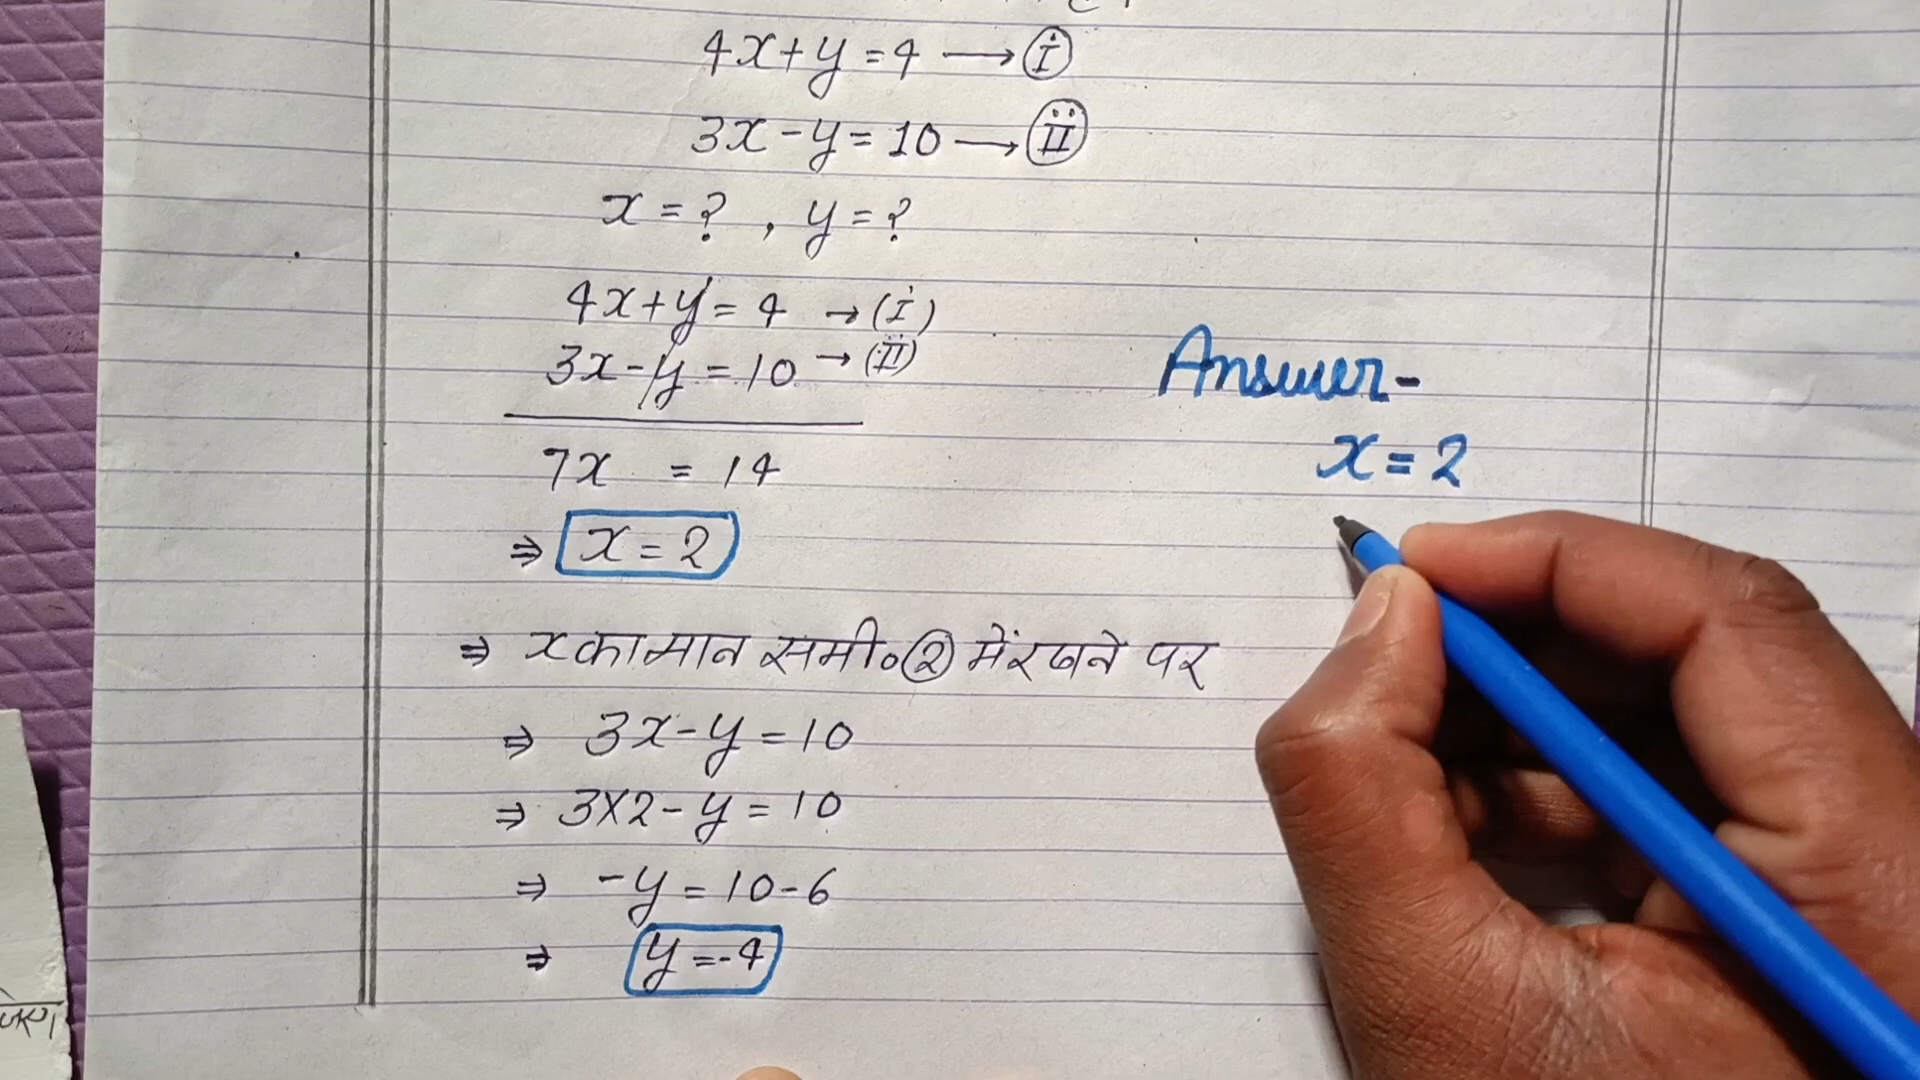 4x+y=4 → (I)
3x-y=10 → (II)
x=?, y=?
4x+y=4 → (I)
3x-y=10 → (II)
7x = 14
⇒ x=2
⇒ x का मान समी॰ ② में रखने पर
⇒ 3x-y=10
⇒ 3×2-y=10
⇒ -y=10-6
⇒ y=-4
Answer-
x=2